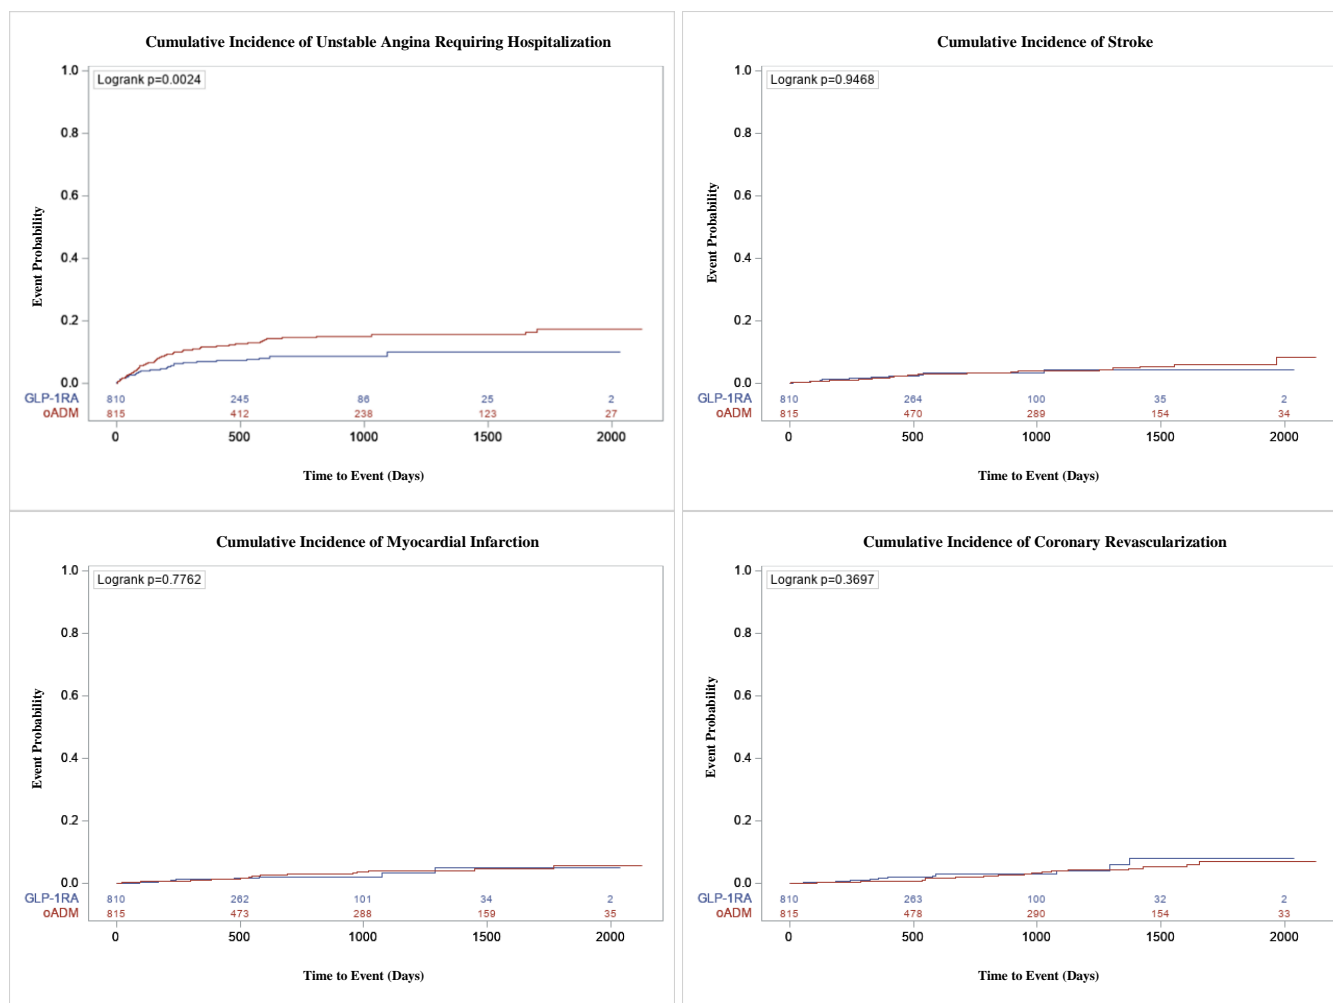 Cumulative Incidence of Unstable Angina Requiring Hospitalization
Logrank p=0.0024
Event Probability
1.0
0.8
0.6
0.4
0.2
0.0
GLP-1RA 810 245 86 25 2
oADM 815 412 238 123 27
0 500 1000 1500 2000
Time to Event (Days)
Cumulative Incidence of Stroke
Logrank p=0.9468
Event Probability
1.0
0.8
0.6
0.4
0.2
0.0
GLP-1RA 810 264 100 35 2
oADM 815 470 289 154 34
0 500 1000 1500 2000
Time to Event (Days)
Cumulative Incidence of Myocardial Infarction
Logrank p=0.7762
Event Probability
1.0
0.8
0.6
0.4
0.2
0.0
GLP-1RA 810 262 101 34 2
oADM 815 473 288 159 35
0 500 1000 1500 2000
Time to Event (Days)
Cumulative Incidence of Coronary Revascularization
Logrank p=0.3697
Event Probability
1.0
0.8
0.6
0.4
0.2
0.0
GLP-1RA 810 263 100 32 2
oADM 815 478 290 154 33
0 500 1000 1500 2000
Time to Event (Days)